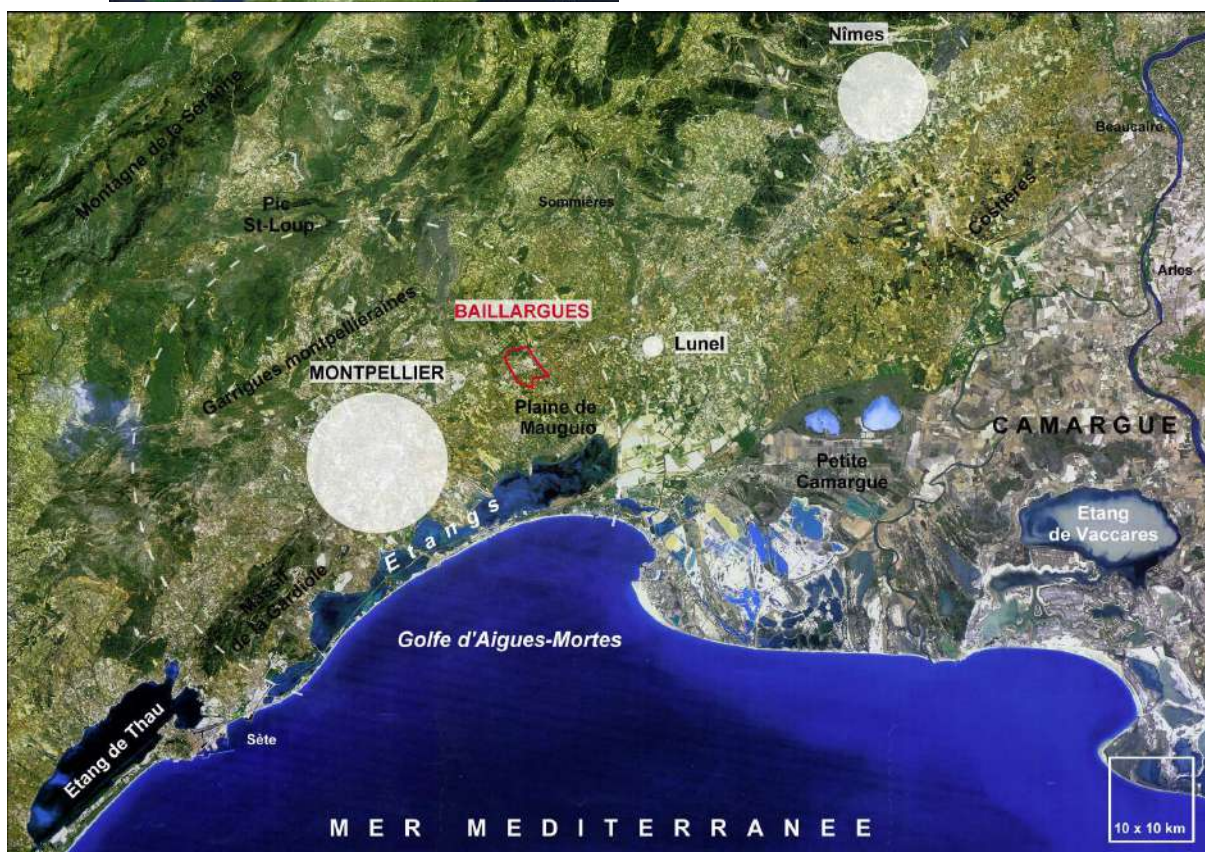 Nîmes
Montagne de la Séranne
Beaucaire
Pic
St-Loup
Sommières
Costières
Arles
BAILLARGUES
Garrigues montpelliéraines
Lunel
MONTPELLIER
Plaine de
Mauguio
CAMARGUE
Petite
Camargue
Etangs
Etang
de Vaccares
Massif
de la Gardiole
Golfe d'Aigues-Mortes
Etang de Thau
Sète
MER MEDITERRANEE
10 x 10 km